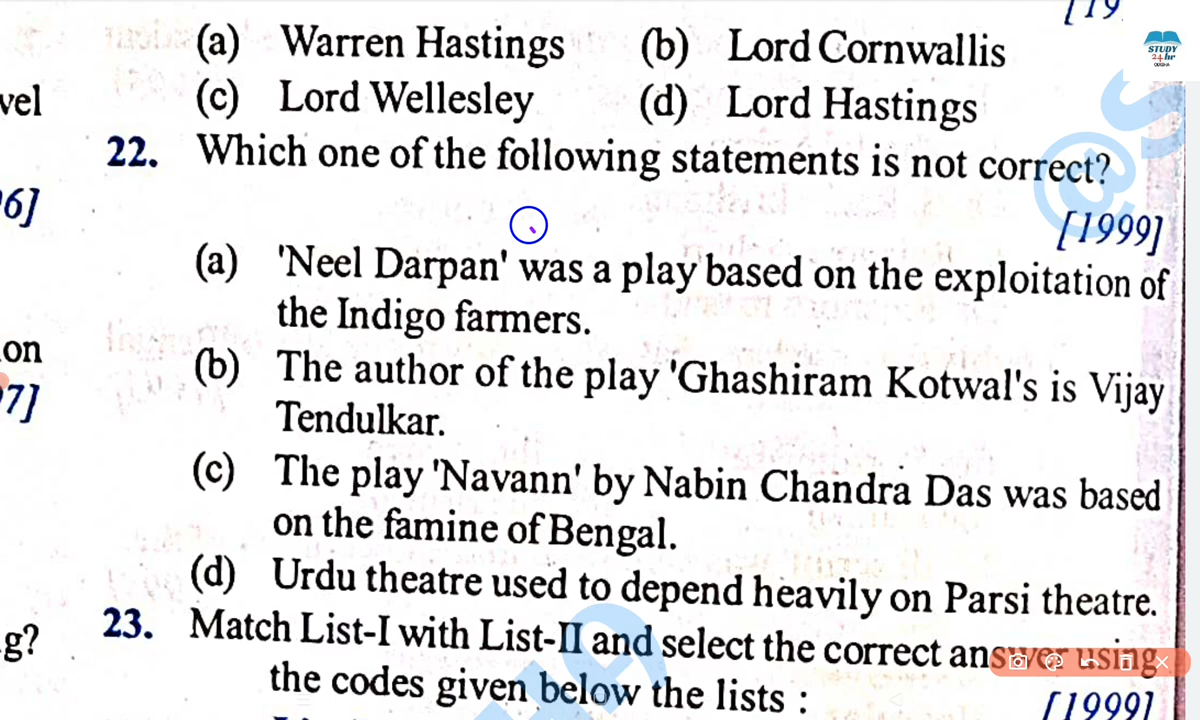 [19
(a) Warren Hastings (b) Lord Cornwallis
STUDY
24hr
ODISHA
vel (c) Lord Wellesley (d) Lord Hastings
22. Which one of the following statements is not correct?
6] [1999]
(a) 'Neel Darpan' was a play based on the exploitation of
the Indigo farmers.
on (b) The author of the play 'Ghashiram Kotwal's is Vijay
7] Tendulkar.
(c) The play 'Navann' by Nabin Chandra Das was based
on the famine of Bengal.
(d) Urdu theatre used to depend heavily on Parsi theatre.
g? 23. Match List-I with List-II and select the correct answer using
the codes given below the lists :
[1999]
@S
HA